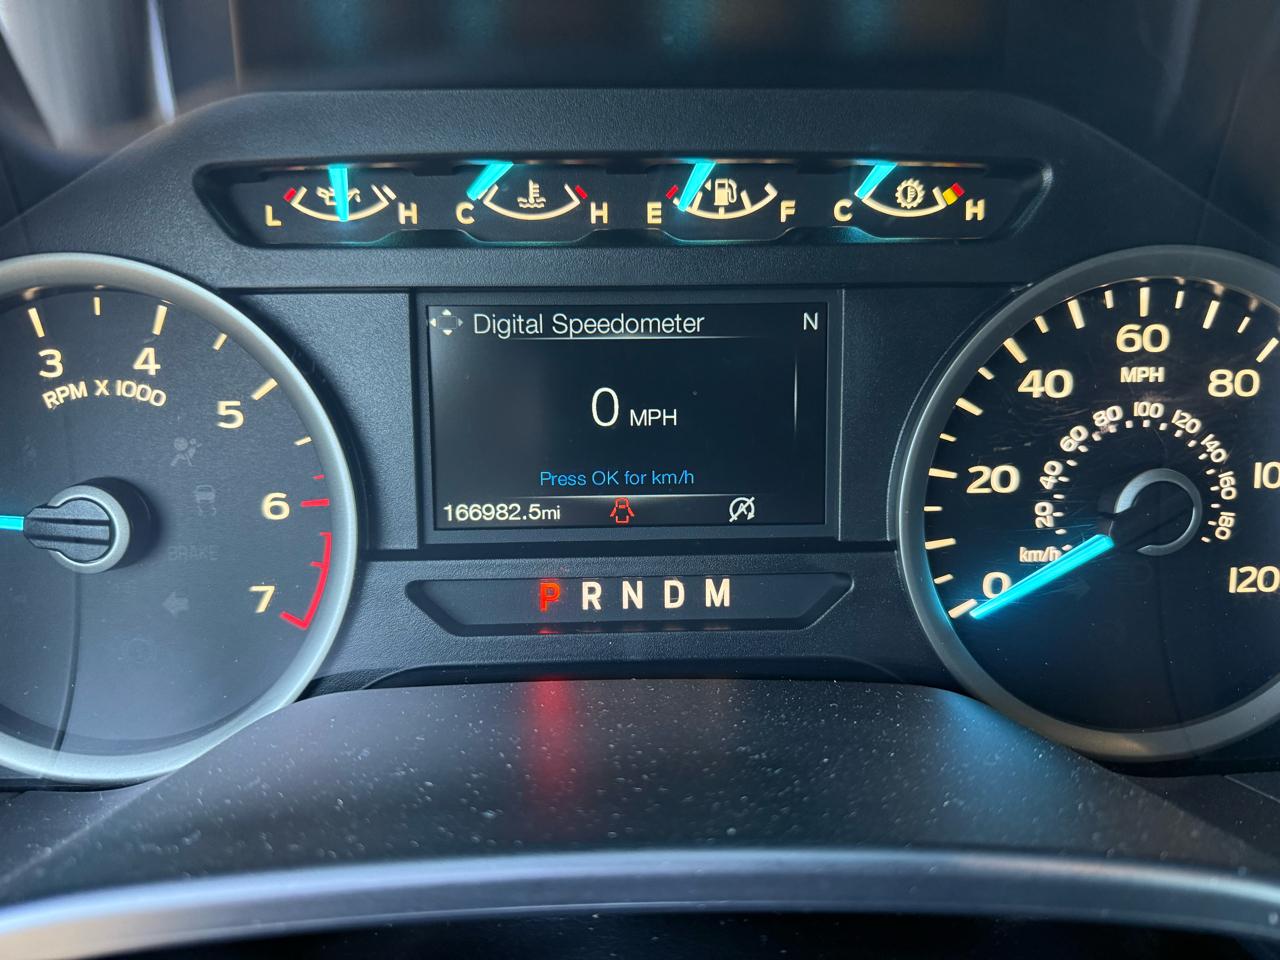 L H C H E F C H
Digital Speedometer N
0 MPH
Press OK for km/h
166982.5mi
P R N D M
3 4 5 6 7
RPM X 1000
BRAKE
0 20 40 60 80 10 120
MPH
20 40 60 80 100 120 140 160 180
km/h